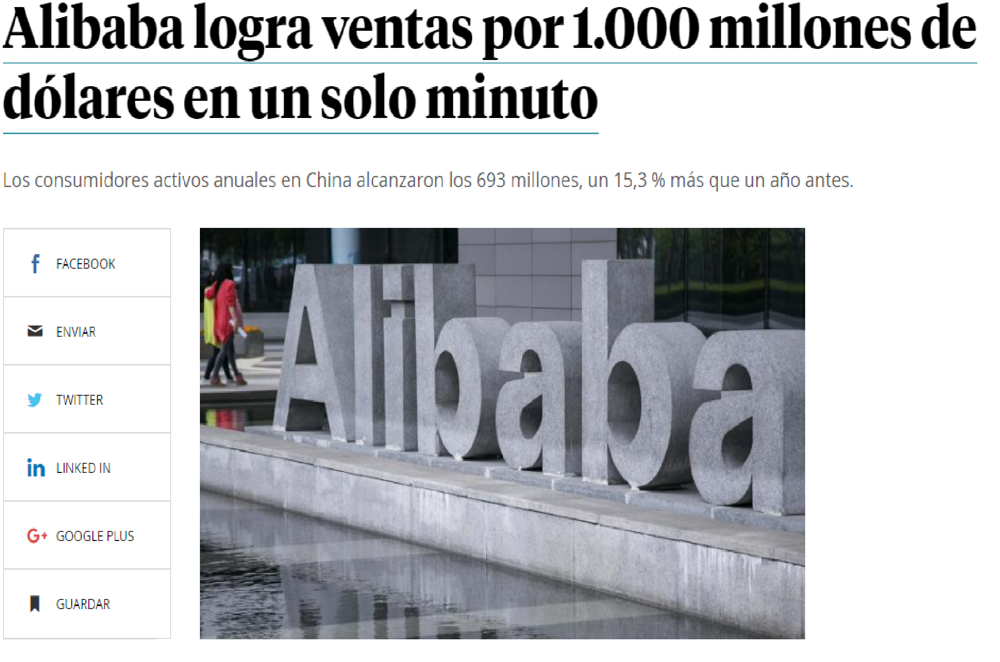 Alibaba logra ventas por 1.000 millones de
dólares en un solo minuto
Los consumidores activos anuales en China alcanzaron los 693 millones, un 15,3 % más que un año antes.
FACEBOOK
ENVIAR
TWITTER
LINKED IN
GOOGLE PLUS
GUARDAR
Alibaba